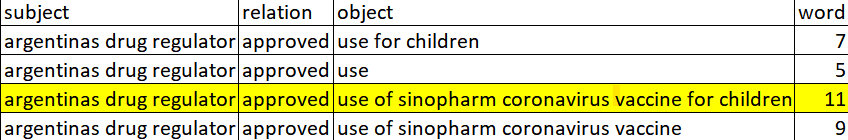 subject relation object word
argentinas drug regulator approved use for children 7
argentinas drug regulator approved use 5
argentinas drug regulator approved use of sinopharm coronavirus vaccine for children 11
argentinas drug regulator approved use of sinopharm coronavirus vaccine 9